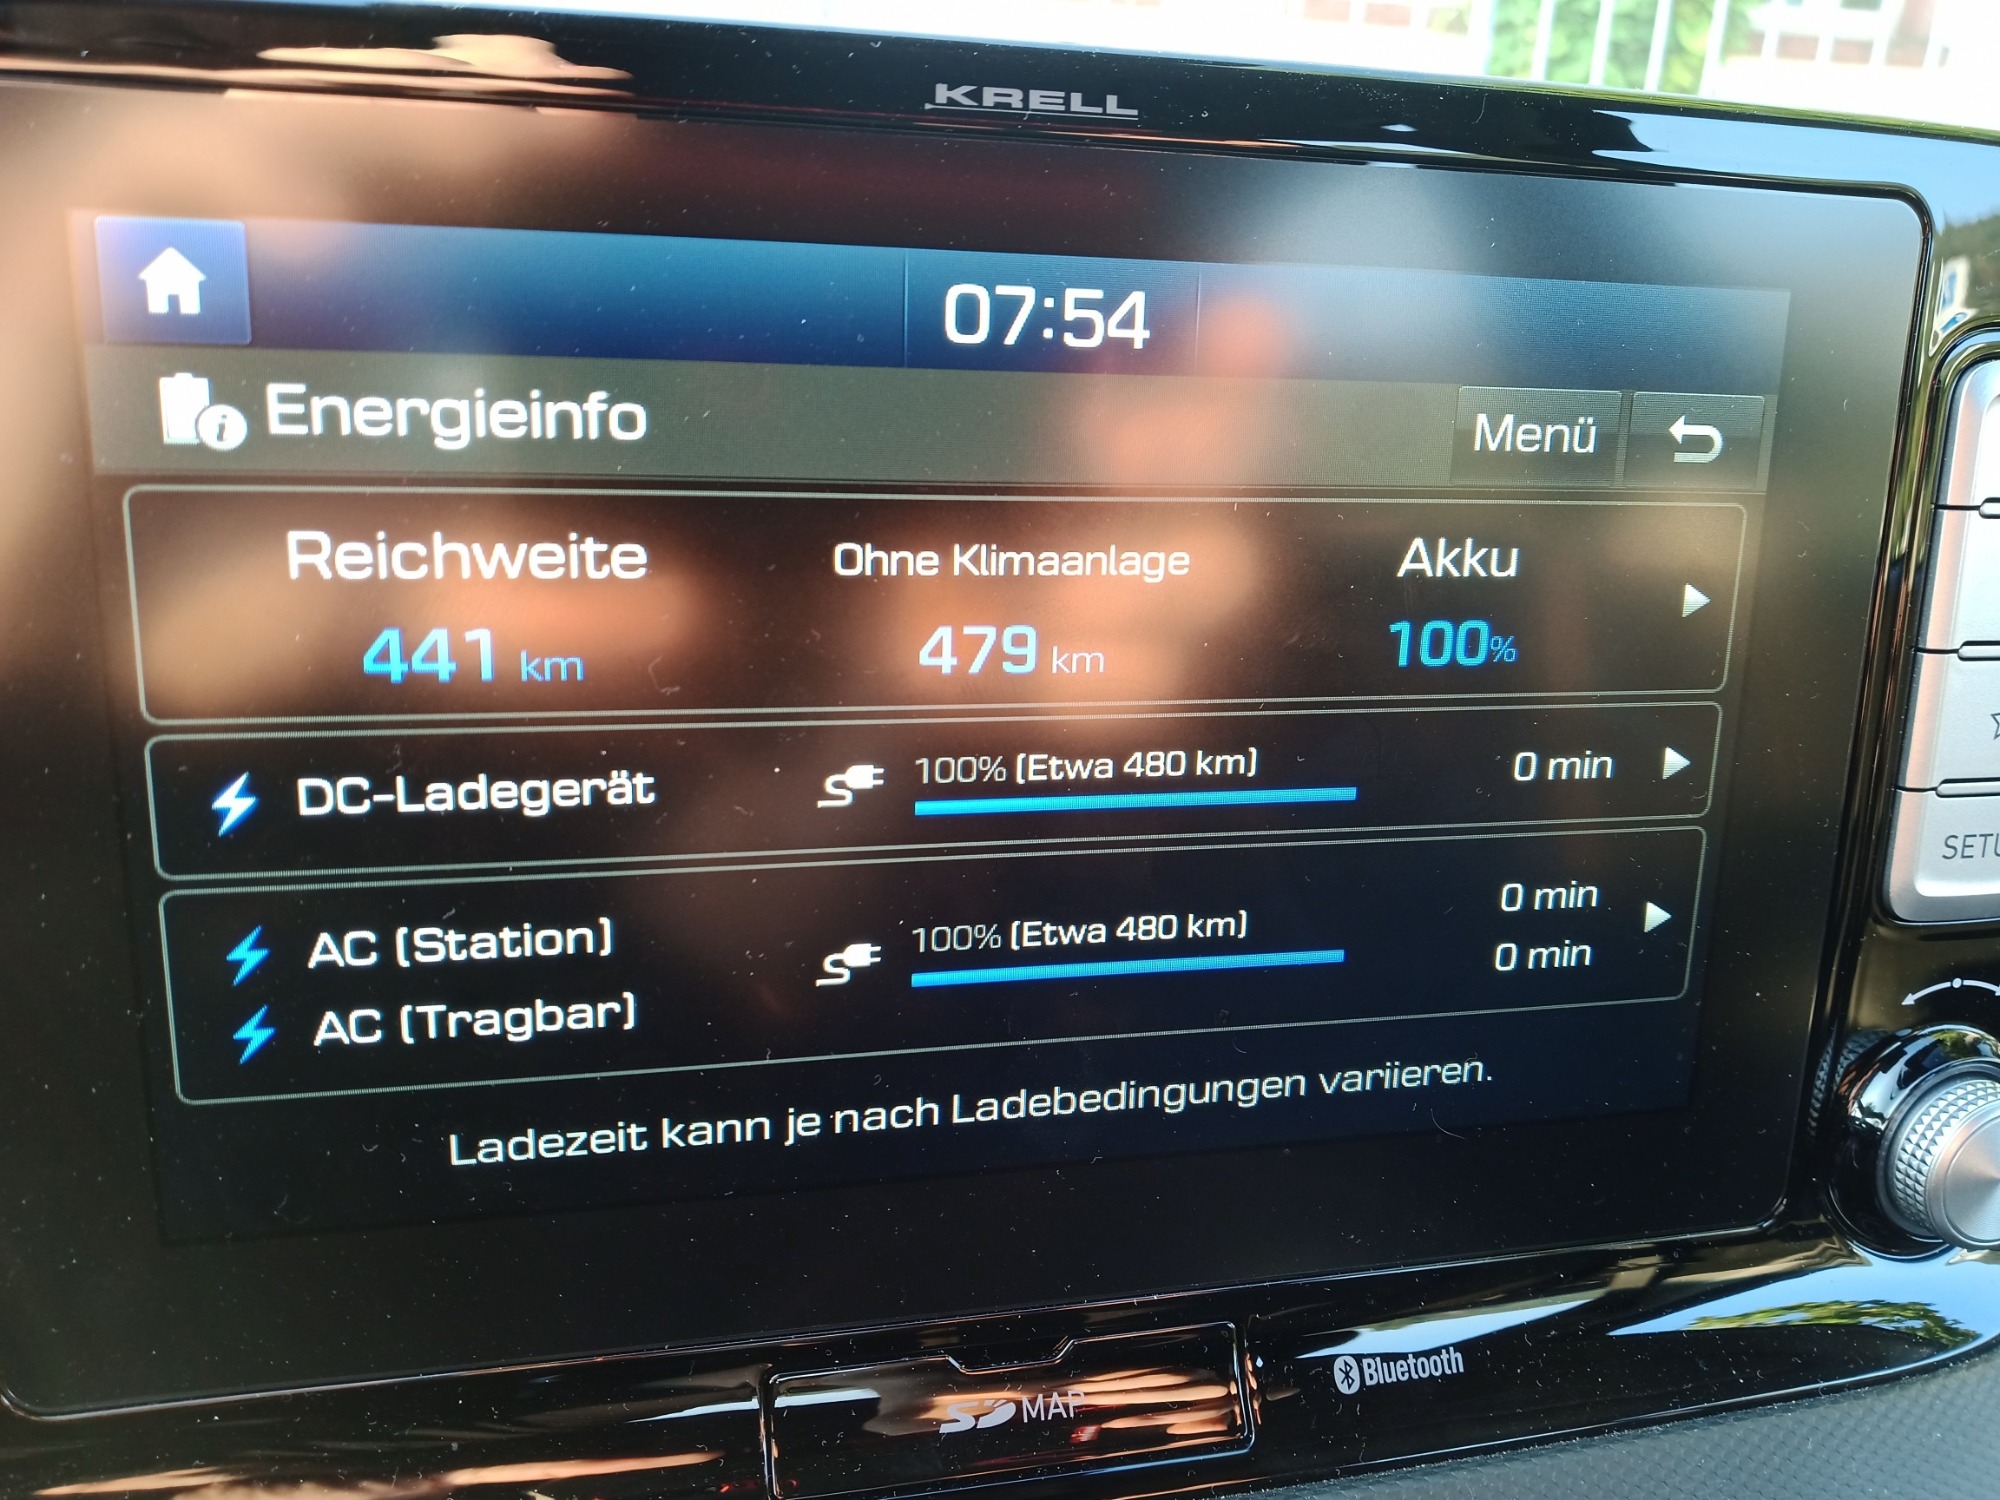 KRELL
07:54
Energieinfo
Menü
Reichweite Ohne Klimaanlage Akku
441 km 479 km 100%
DC-Ladegerät 100% (Etwa 480 km) 0 min
AC (Station) 100% (Etwa 480 km) 0 min
AC (Tragbar) 0 min
Ladezeit kann je nach Ladebedingungen variieren.
SETU
SD MAP
Bluetooth